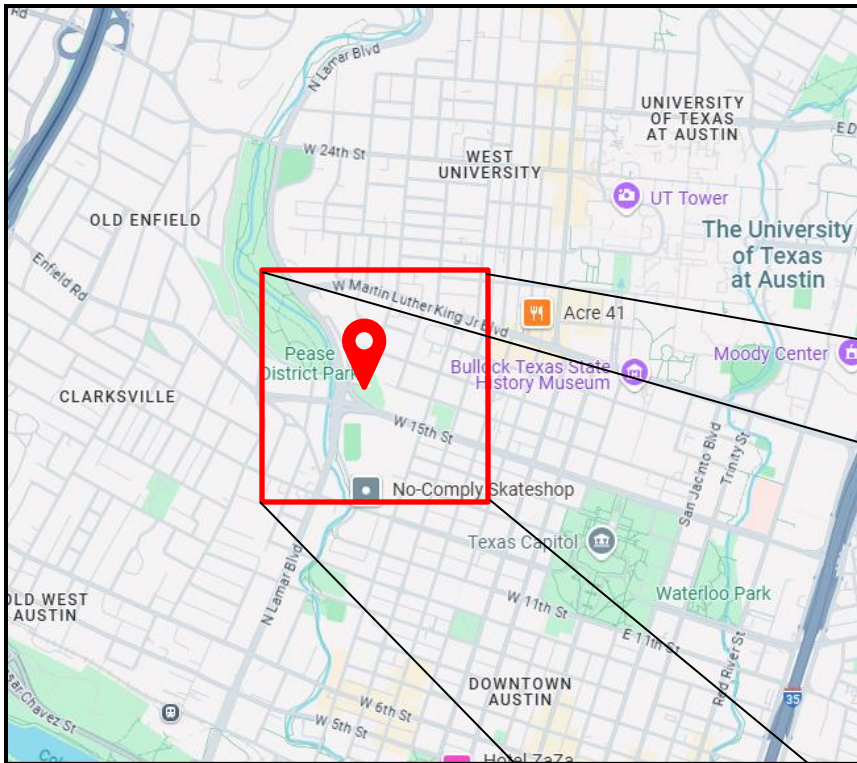 Rd
N Lamar Blvd
UNIVERSITY
OF TEXAS
AT AUSTIN
E D
W 24th St
WEST
UNIVERSITY
UT Tower
OLD ENFIELD
The University
of Texas
at Austin
Enfield Rd
W Martin Luther King Jr Blvd
Acre 41
Pease
District Park
Bullock Texas State
History Museum
Moody Center
CLARKSVILLE
W 15th St
San Jacinto Blvd
Trinity St
No-Comply Skateshop
Texas Capitol
N Lamar Blvd
OLD WEST
AUSTIN
W 11th St
Waterloo Park
E 11th St
Red River St
DOWNTOWN
AUSTIN
35
Chavez St
W 6th St
W 5th St
Hotel ZaZa